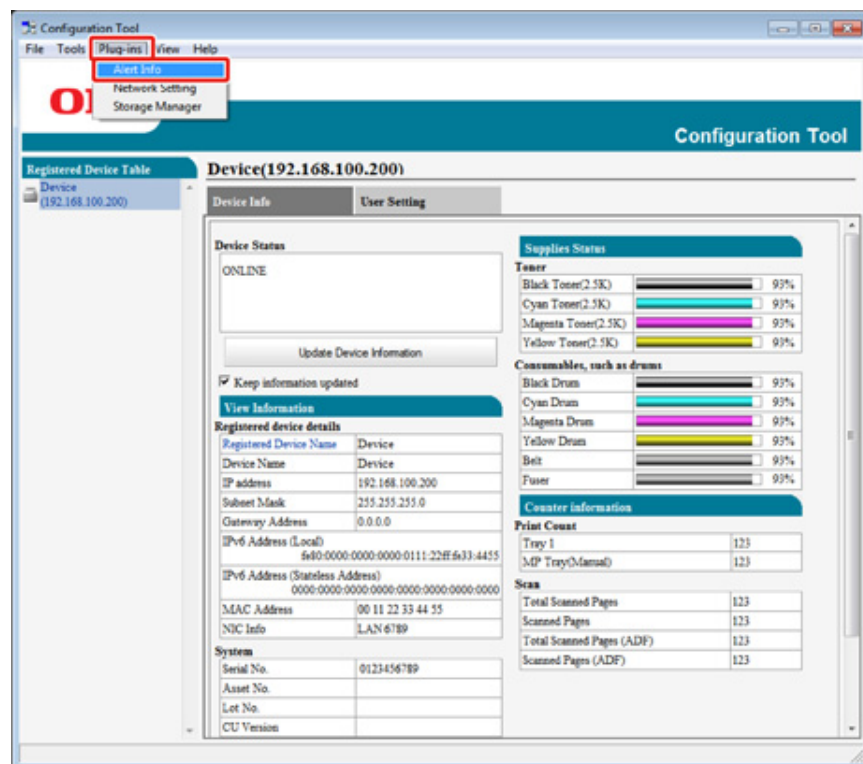 Configuration Tool
File Tools Plug-ins View Help
Alert Info
Network Setting
Storage Manager
Configuration Tool
Registered Device Table
Device
(192.168.100.200)
Device(192.168.100.200)
Device Info User Setting
Device Status
ONLINE
Update Device Information
Keep information updated
View Information
Registered device details
Registered Device Name Device
Device Name Device
IP address 192.168.100.200
Subnet Mask 255.255.255.0
Gateway Address 0.0.0.0
IPv6 Address (Local)
fe80:0000:0000:0000:0111:22ff:fe33:4455
IPv6 Address (Stateless Address)
0000:0000:0000:0000:0000:0000:0000:0000
MAC Address 00 11 22 33 44 55
NIC Info LAN 6789
System
Serial No. 0123456789
Asset No.
Lot No.
CU Version
Supplies Status
Toner
Black Toner(2.5K) 93%
Cyan Toner(2.5K) 93%
Magenta Toner(2.5K) 93%
Yellow Toner(2.5K) 93%
Consumables, such as drums
Black Drum 93%
Cyan Drum 93%
Magenta Drum 93%
Yellow Drum 93%
Belt 93%
Fuser 93%
Counter information
Print Count
Tray 1 123
MP Tray(Manual) 123
Scan
Total Scanned Pages 123
Scanned Pages 123
Total Scanned Pages (ADF) 123
Scanned Pages (ADF) 123